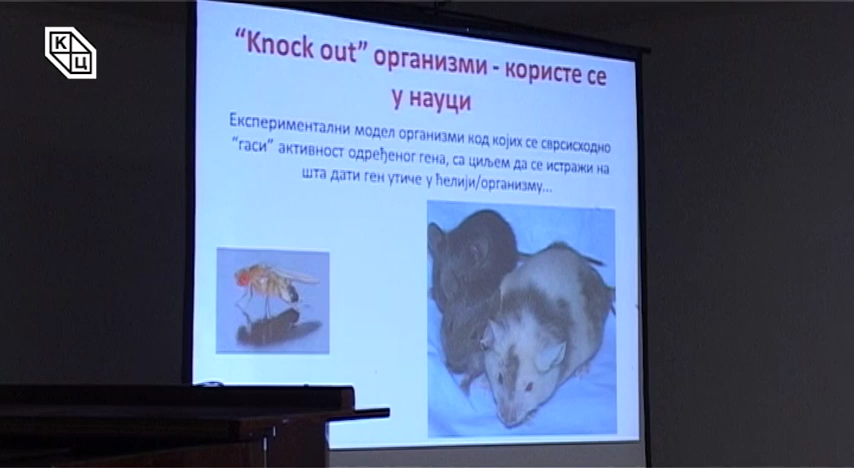 КЦ
“Knock out” организми - користе се
у науци
Експериментални модел организми код којих се сврсисходно
“гаси” активност одређеног гена, са циљем да се истражи на
шта дати ген утиче у ћелији/организму...